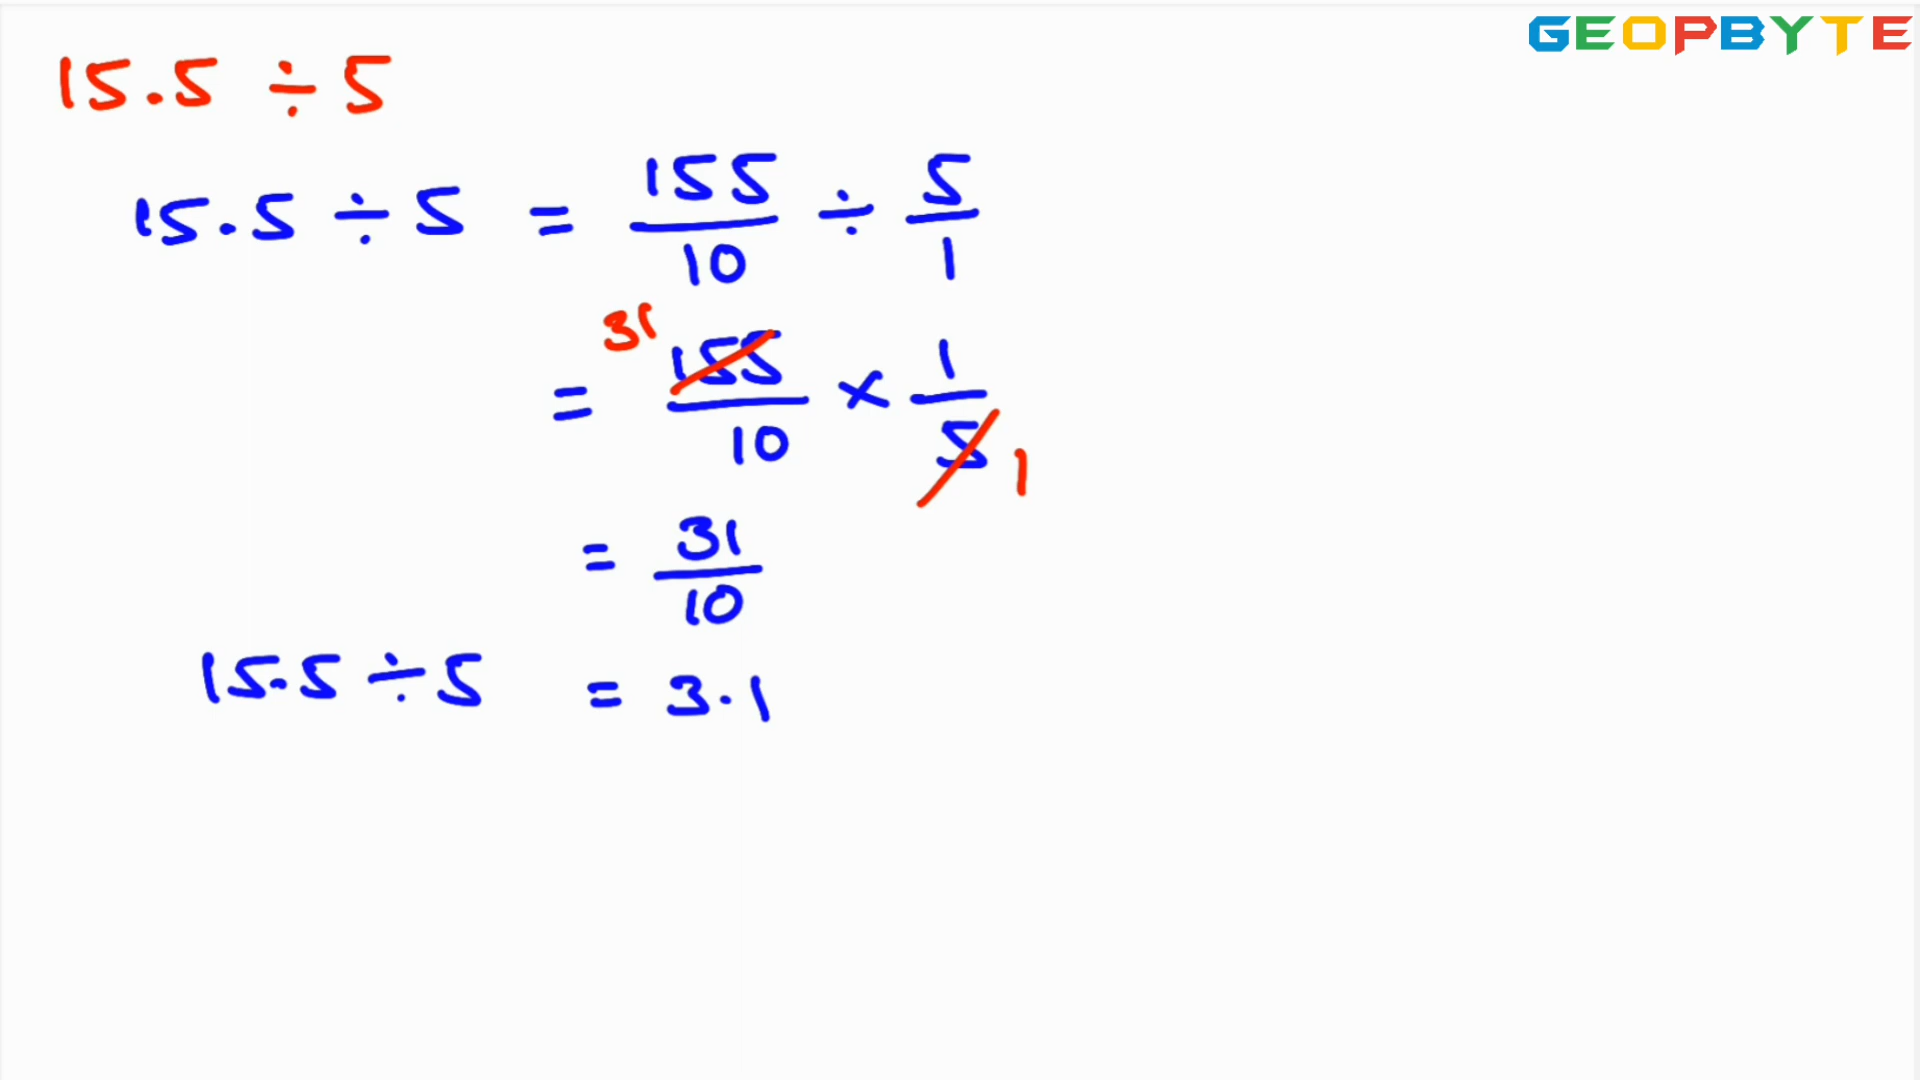 GEOPBYTE
15.5 ÷ 5
15.5 ÷ 5 = 155/10 ÷ 5/1
= 31 155/10 × 1/5 1
= 31/10
15.5 ÷ 5 = 3.1